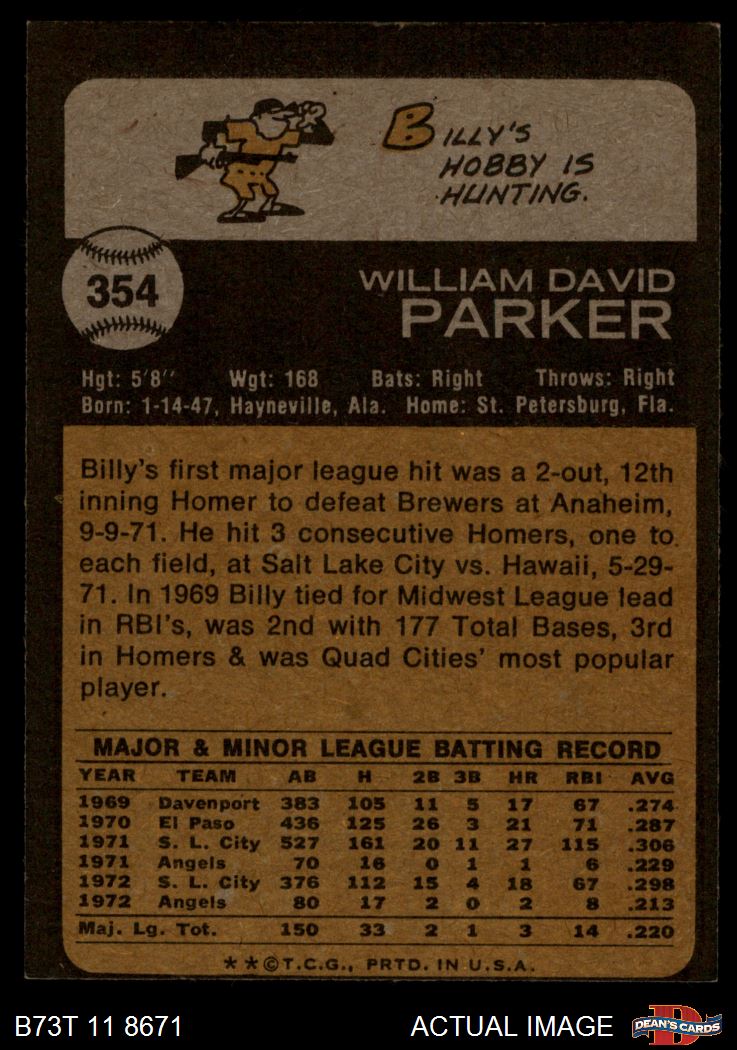 BILLY'S
HOBBY IS
HUNTING.
354
WILLIAM DAVID
PARKER
Hgt: 5'8" Wgt: 168 Bats: Right Throws: Right
Born: 1-14-47, Hayneville, Ala. Home: St. Petersburg, Fla.
Billy's first major league hit was a 2-out, 12th
inning Homer to defeat Brewers at Anaheim,
9-9-71. He hit 3 consecutive Homers, one to
each field, at Salt Lake City vs. Hawaii, 5-29-
71. In 1969 Billy tied for Midwest League lead
in RBI's, was 2nd with 177 Total Bases, 3rd
in Homers & was Quad Cities' most popular
player.
MAJOR & MINOR LEAGUE BATTING RECORD
YEAR TEAM AB H 2B 3B HR RBI AVG
1969 Davenport 383 105 11 5 17 67 .274
1970 El Paso 436 125 26 3 21 71 .287
1971 S. L. City 527 161 20 11 27 115 .306
1971 Angels 70 16 0 1 1 6 .229
1972 S. L. City 376 112 15 4 18 67 .298
1972 Angels 80 17 2 0 2 8 .213
Maj. Lg. Tot. 150 33 2 1 3 14 .220
**©T.C.G., PRTD. IN U.S.A.
B73T 11 8671 ACTUAL IMAGE DEAN'S CARDS